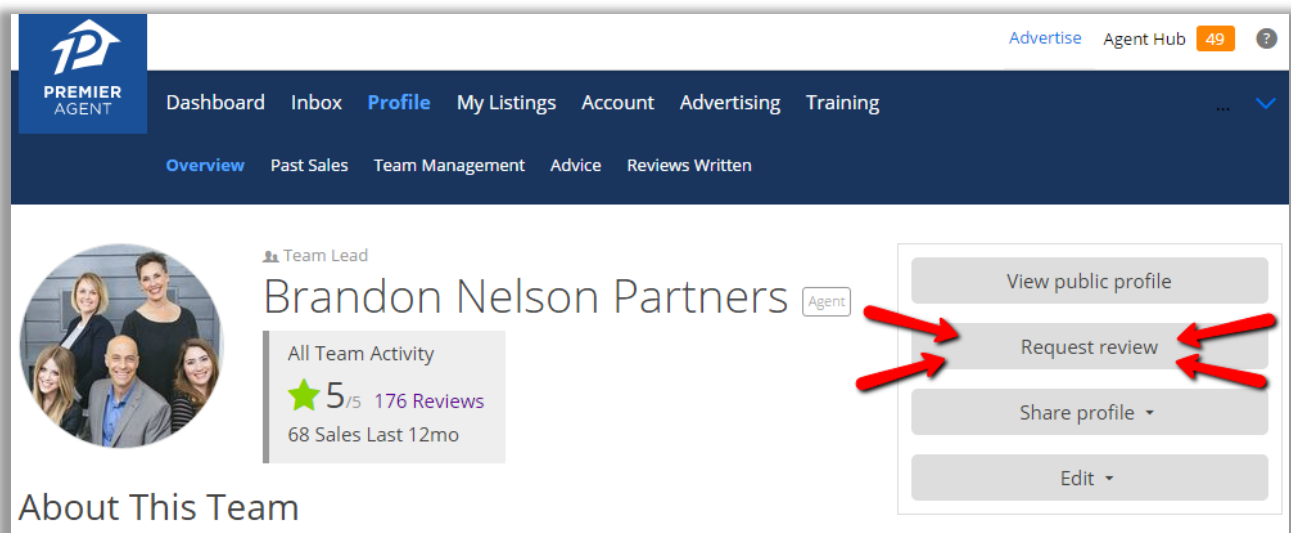 Advertise Agent Hub 49 ?
PREMIER
AGENT
Dashboard Inbox Profile My Listings Account Advertising Training ...
Overview Past Sales Team Management Advice Reviews Written
Team Lead
Brandon Nelson Partners Agent
All Team Activity
5/5 176 Reviews
68 Sales Last 12mo
View public profile
Request review
Share profile
Edit
About This Team